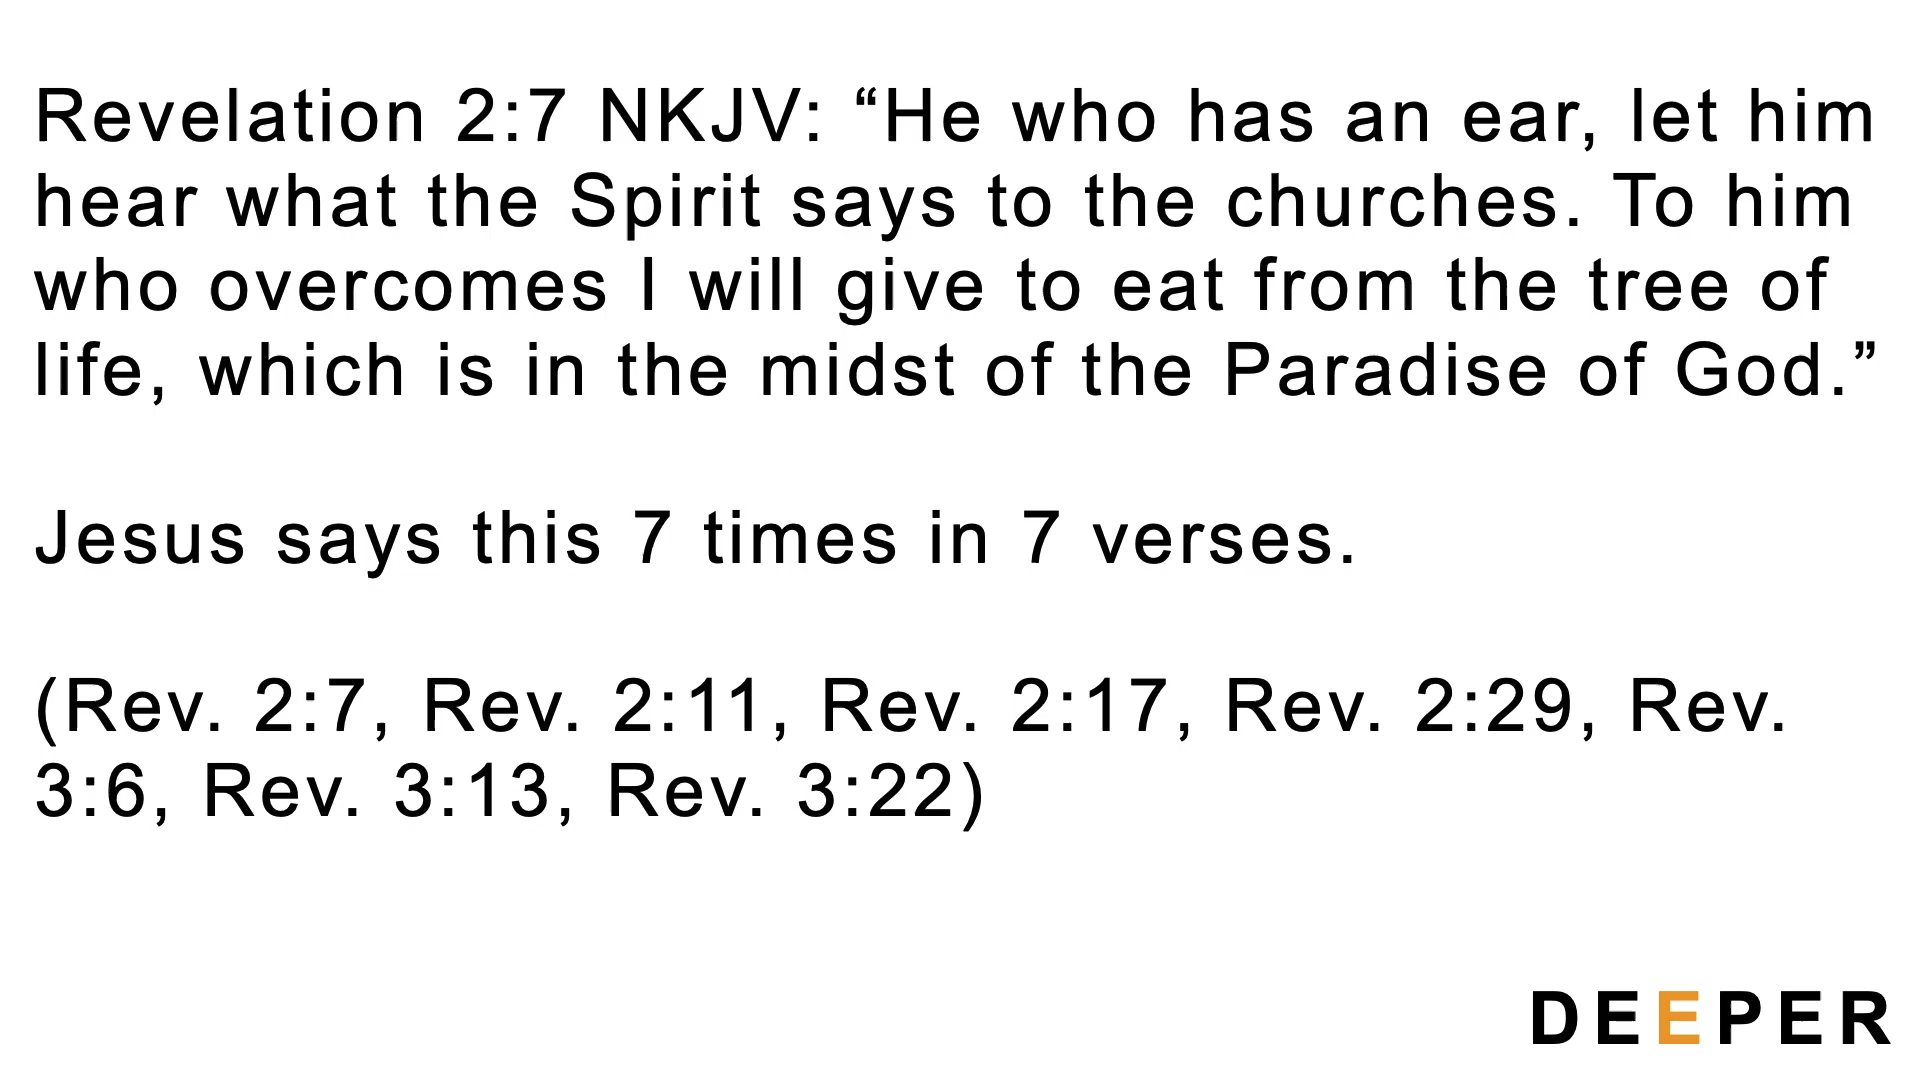 Revelation 2:7 NKJV: “He who has an ear, let him
hear what the Spirit says to the churches. To him
who overcomes I will give to eat from the tree of
life, which is in the midst of the Paradise of God.”
Jesus says this 7 times in 7 verses.
(Rev. 2:7, Rev. 2:11, Rev. 2:17, Rev. 2:29, Rev.
3:6, Rev. 3:13, Rev. 3:22)
DEEPER